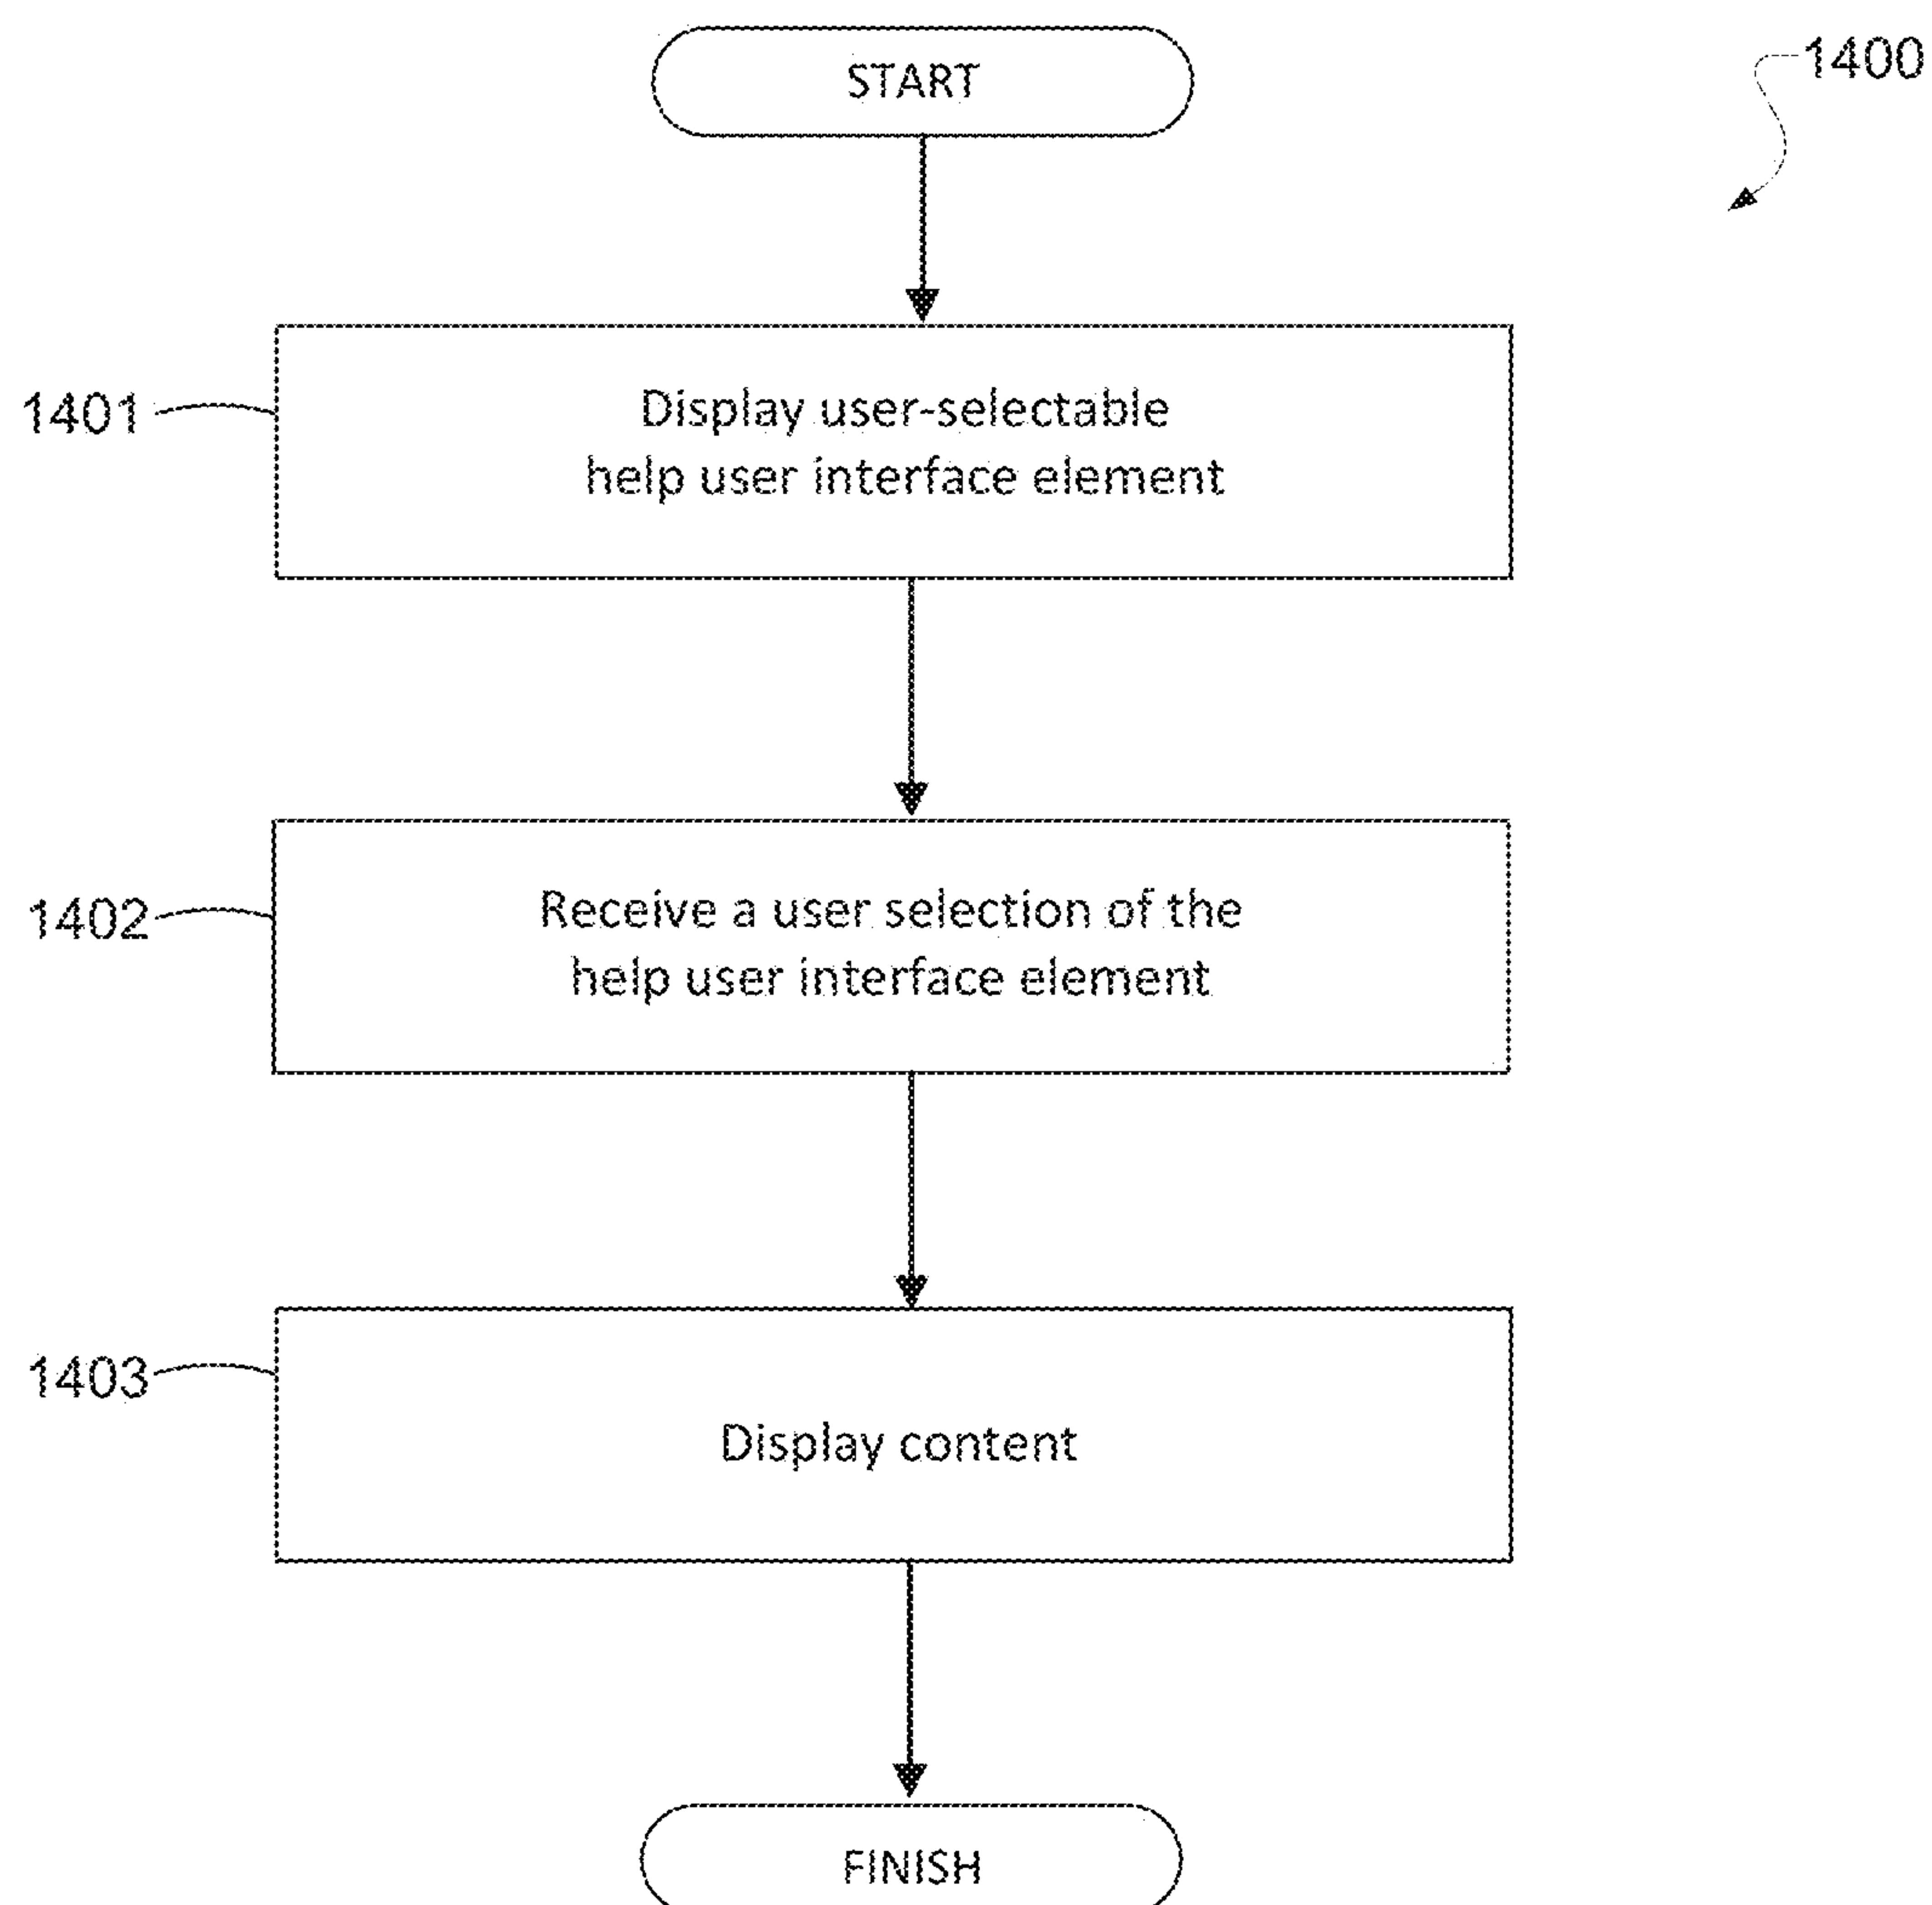 START
1400
1401
Display user-selectable
help user interface element
1402
Receive a user selection of the
help user interface element
1403
Display content
FINISH